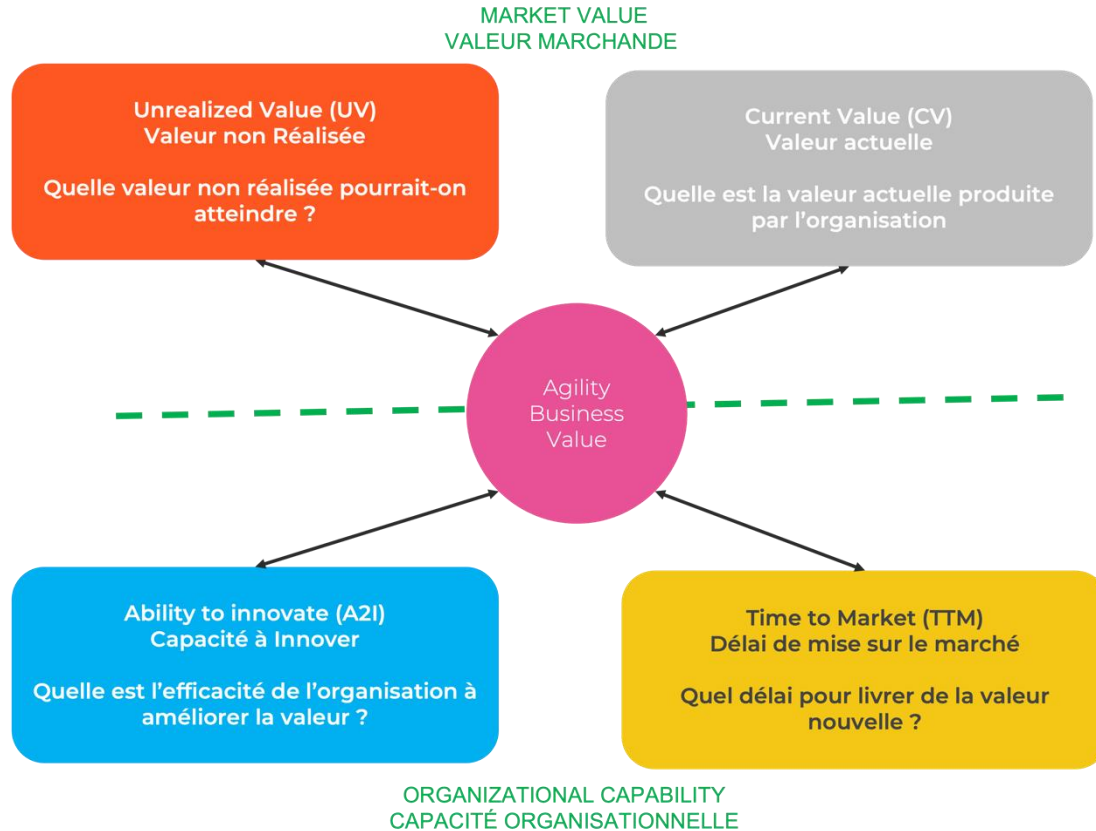 MARKET VALUE
VALEUR MARCHANDE
Unrealized Value (UV)
Valeur non Réalisée
Quelle valeur non réalisée pourrait-on
atteindre ?
Current Value (CV)
Valeur actuelle
Quelle est la valeur actuelle produite
par l'organisation
Agility
Business
Value
Ability to innovate (A2I)
Capacité à Innover
Quelle est l'efficacité de l'organisation à
améliorer la valeur ?
Time to Market (TTM)
Délai de mise sur le marché
Quel délai pour livrer de la valeur
nouvelle ?
ORGANIZATIONAL CAPABILITY
CAPACITÉ ORGANISATIONNELLE